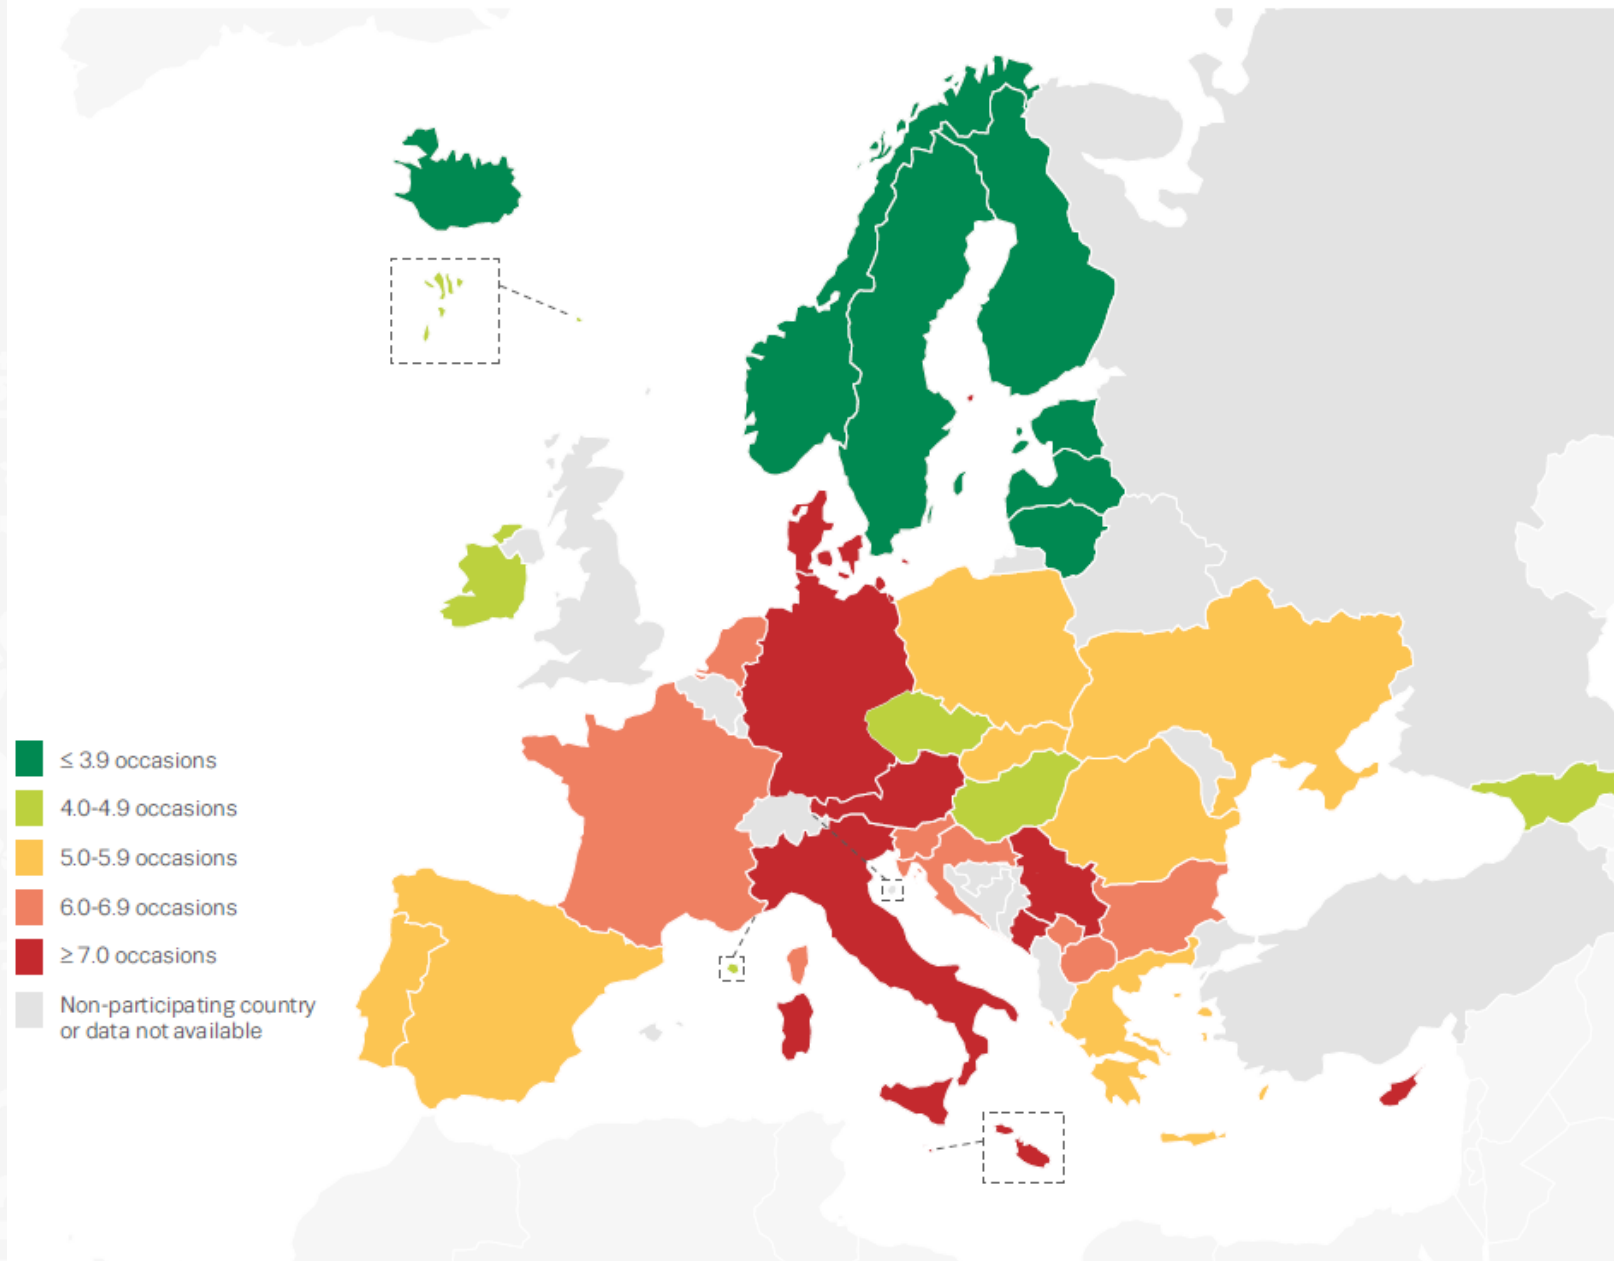 ≤ 3.9 occasions
4.0-4.9 occasions
5.0-5.9 occasions
6.0-6.9 occasions
≥ 7.0 occasions
Non-participating country
or data not available